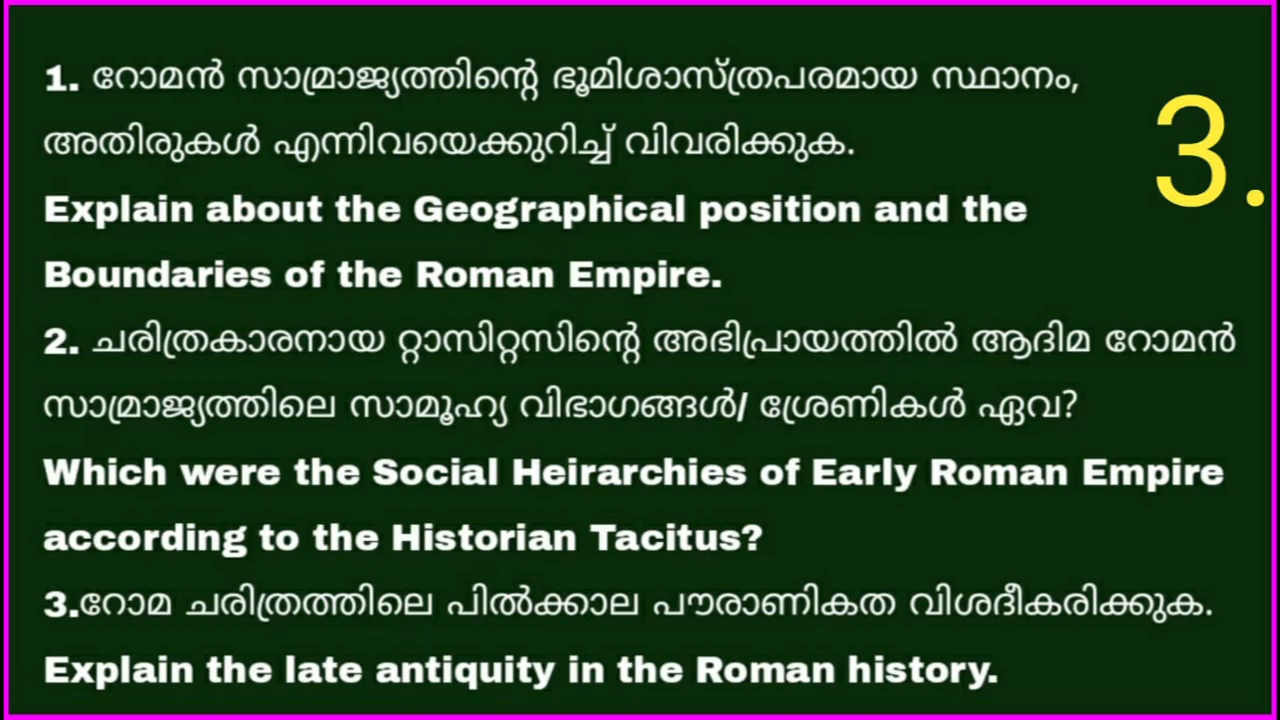 1. റോമൻ സാമ്രാജ്യത്തിന്റെ ഭൂമിശാസ്ത്രപരമായ സ്ഥാനം,
അതിരുകൾ എന്നിവയെക്കുറിച്ച് വിവരിക്കുക.
3.
Explain about the Geographical position and the
Boundaries of the Roman Empire.
2. ചരിത്രകാരനായ റ്റാസിറ്റസിന്റെ അഭിപ്രായത്തിൽ ആദിമ റോമൻ
സാമ്രാജ്യത്തിലെ സാമൂഹ്യ വിഭാഗങ്ങൾ/ ശ്രേണികൾ ഏവ?
Which were the Social Heirarchies of Early Roman Empire
according to the Historian Tacitus?
3.റോമ ചരിത്രത്തിലെ പിൽക്കാല പൗരാണികത വിശദീകരിക്കുക.
Explain the late antiquity in the Roman history.